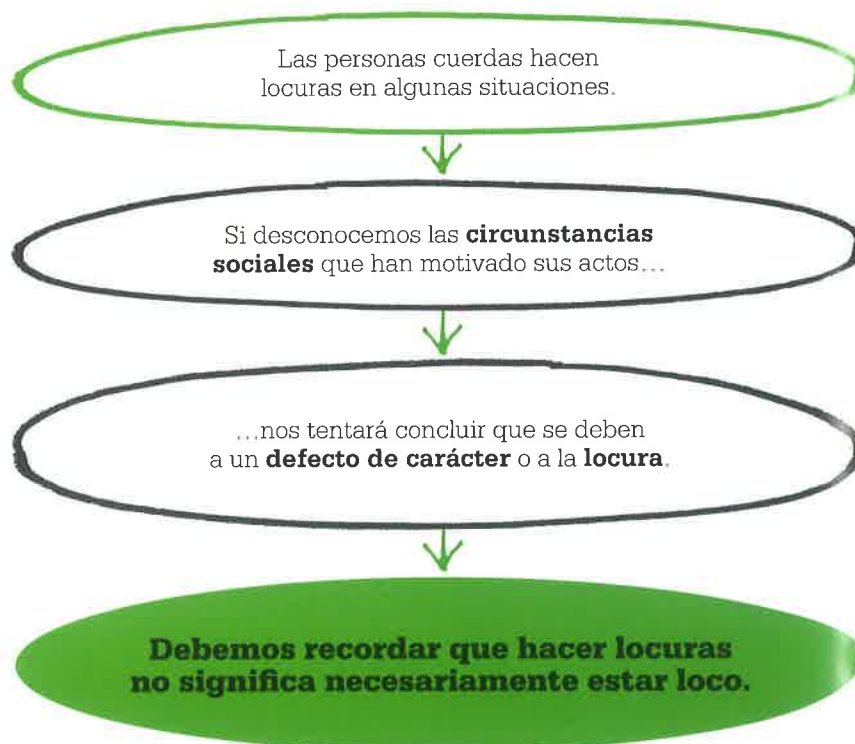 Las personas cuerdas hacen
locuras en algunas situaciones.
Si desconocemos las circunstancias
sociales que han motivado sus actos...
...nos tentará concluir que se deben
a un defecto de carácter o a la locura.
Debemos recordar que hacer locuras
no significa necesariamente estar loco.